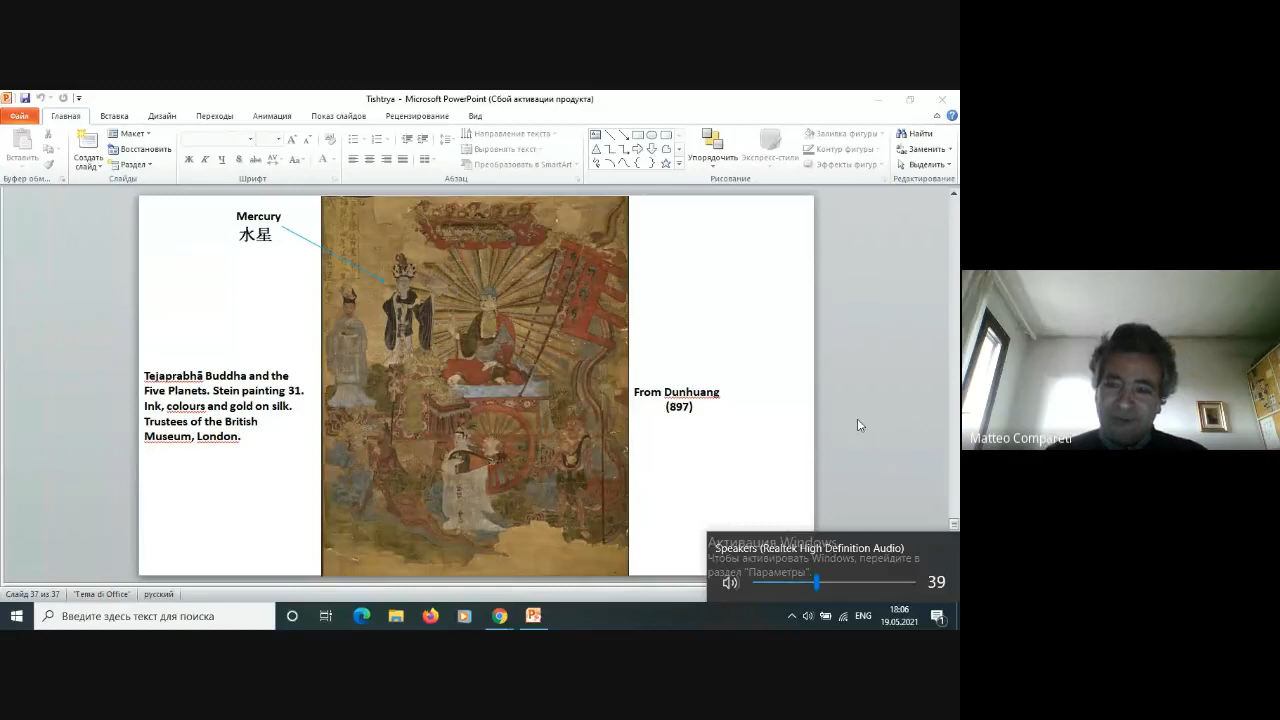 Tishtrya - Microsoft PowerPoint (Сбой активации продукта)
Файл Главная Вставка Дизайн Переходы Анимация Показ слайдов Рецензирование Вид
Вставить
Создать слайд
Макет
Восстановить
Раздел
Направление текста
Выровнять текст
Преобразовать в SmartArt
Упорядочить
Экспресс-стили
Заливка фигуры
Контур фигуры
Эффекты фигур
Найти
Заменить
Выделить
Буфер обм... Слайды Шрифт Абзац Рисование Редактирование
Mercury
水星
Tejaprabhā Buddha and the
Five Planets. Stein painting 31.
Ink, colours and gold on silk.
Trustees of the British
Museum, London.
From Dunhuang
(897)
Matteo Compareti
Активация Windows
Speakers (Realtek High Definition Audio)
Чтобы активировать Windows, перейдите в
раздел "Параметры".
39
Слайд 37 из 37 "Tema di Office" русский
Введите здесь текст для поиска
ENG
18:06
19.05.2021